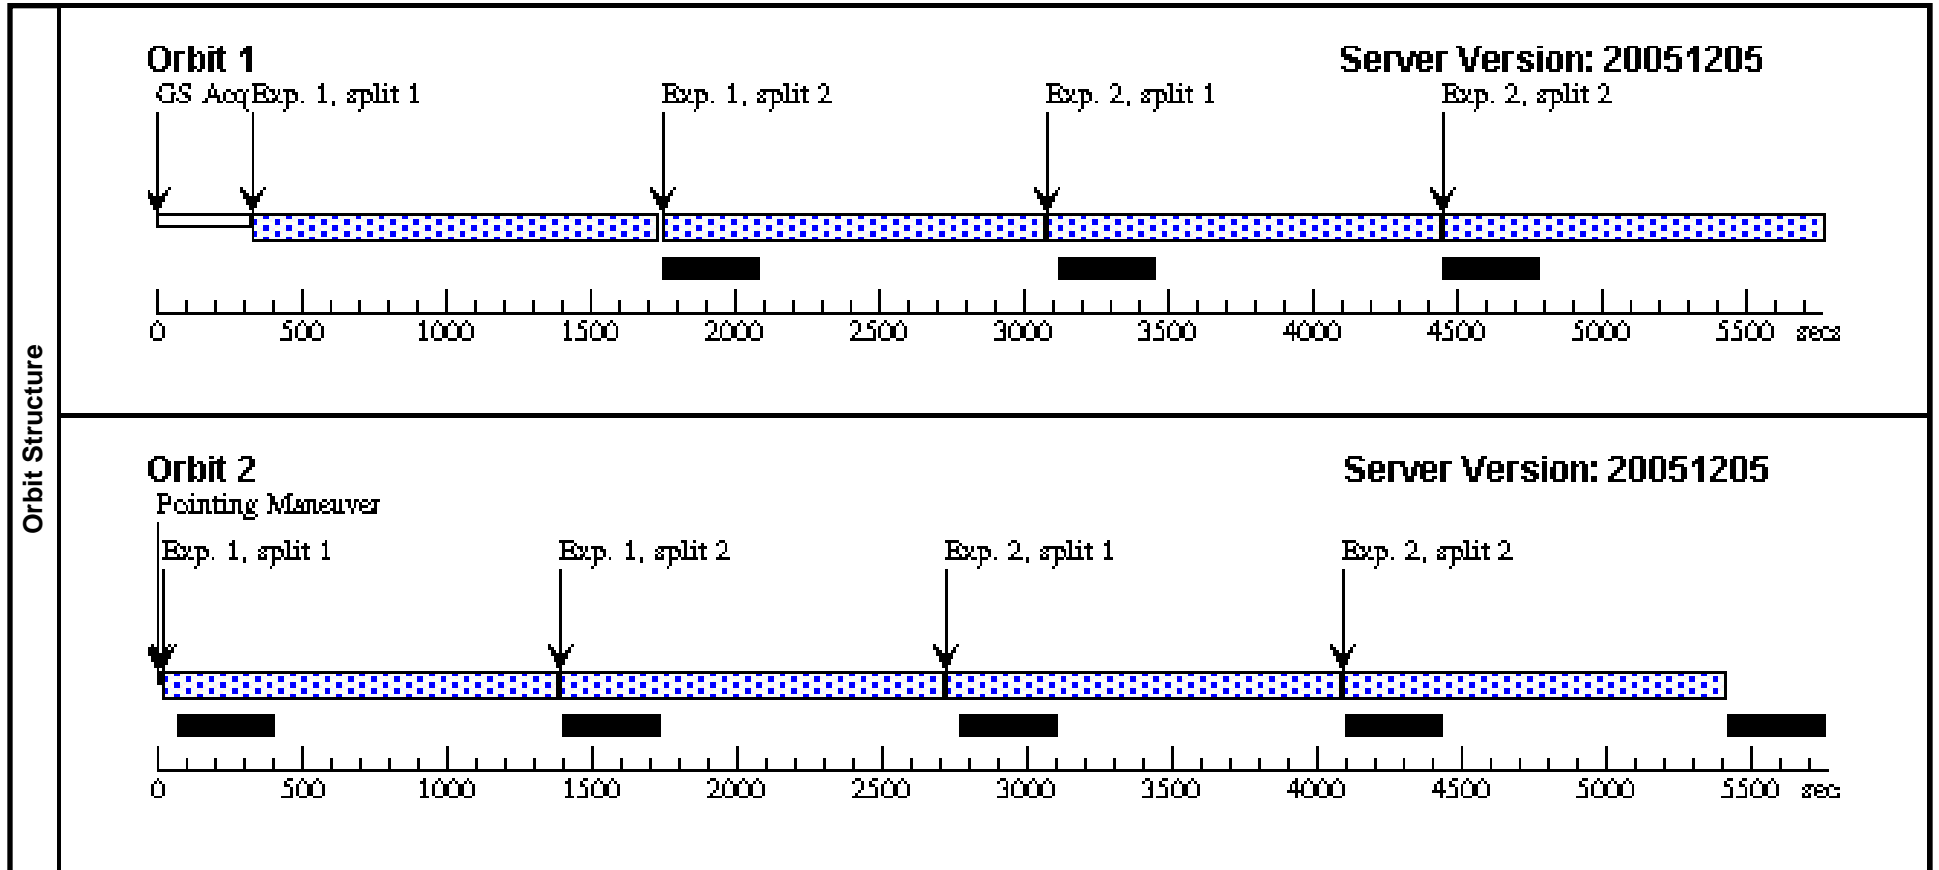 Orbit Structure
Orbit 1
Server Version: 20051205
GS Acq Exp. 1, split 1 Exp. 1, split 2 Exp. 2, split 1 Exp. 2, split 2
0 500 1000 1500 2000 2500 3000 3500 4000 4500 5000 5500 secs
Orbit 2
Server Version: 20051205
Pointing Maneuver
Exp. 1, split 1 Exp. 1, split 2 Exp. 2, split 1 Exp. 2, split 2
0 500 1000 1500 2000 2500 3000 3500 4000 4500 5000 5500 sec